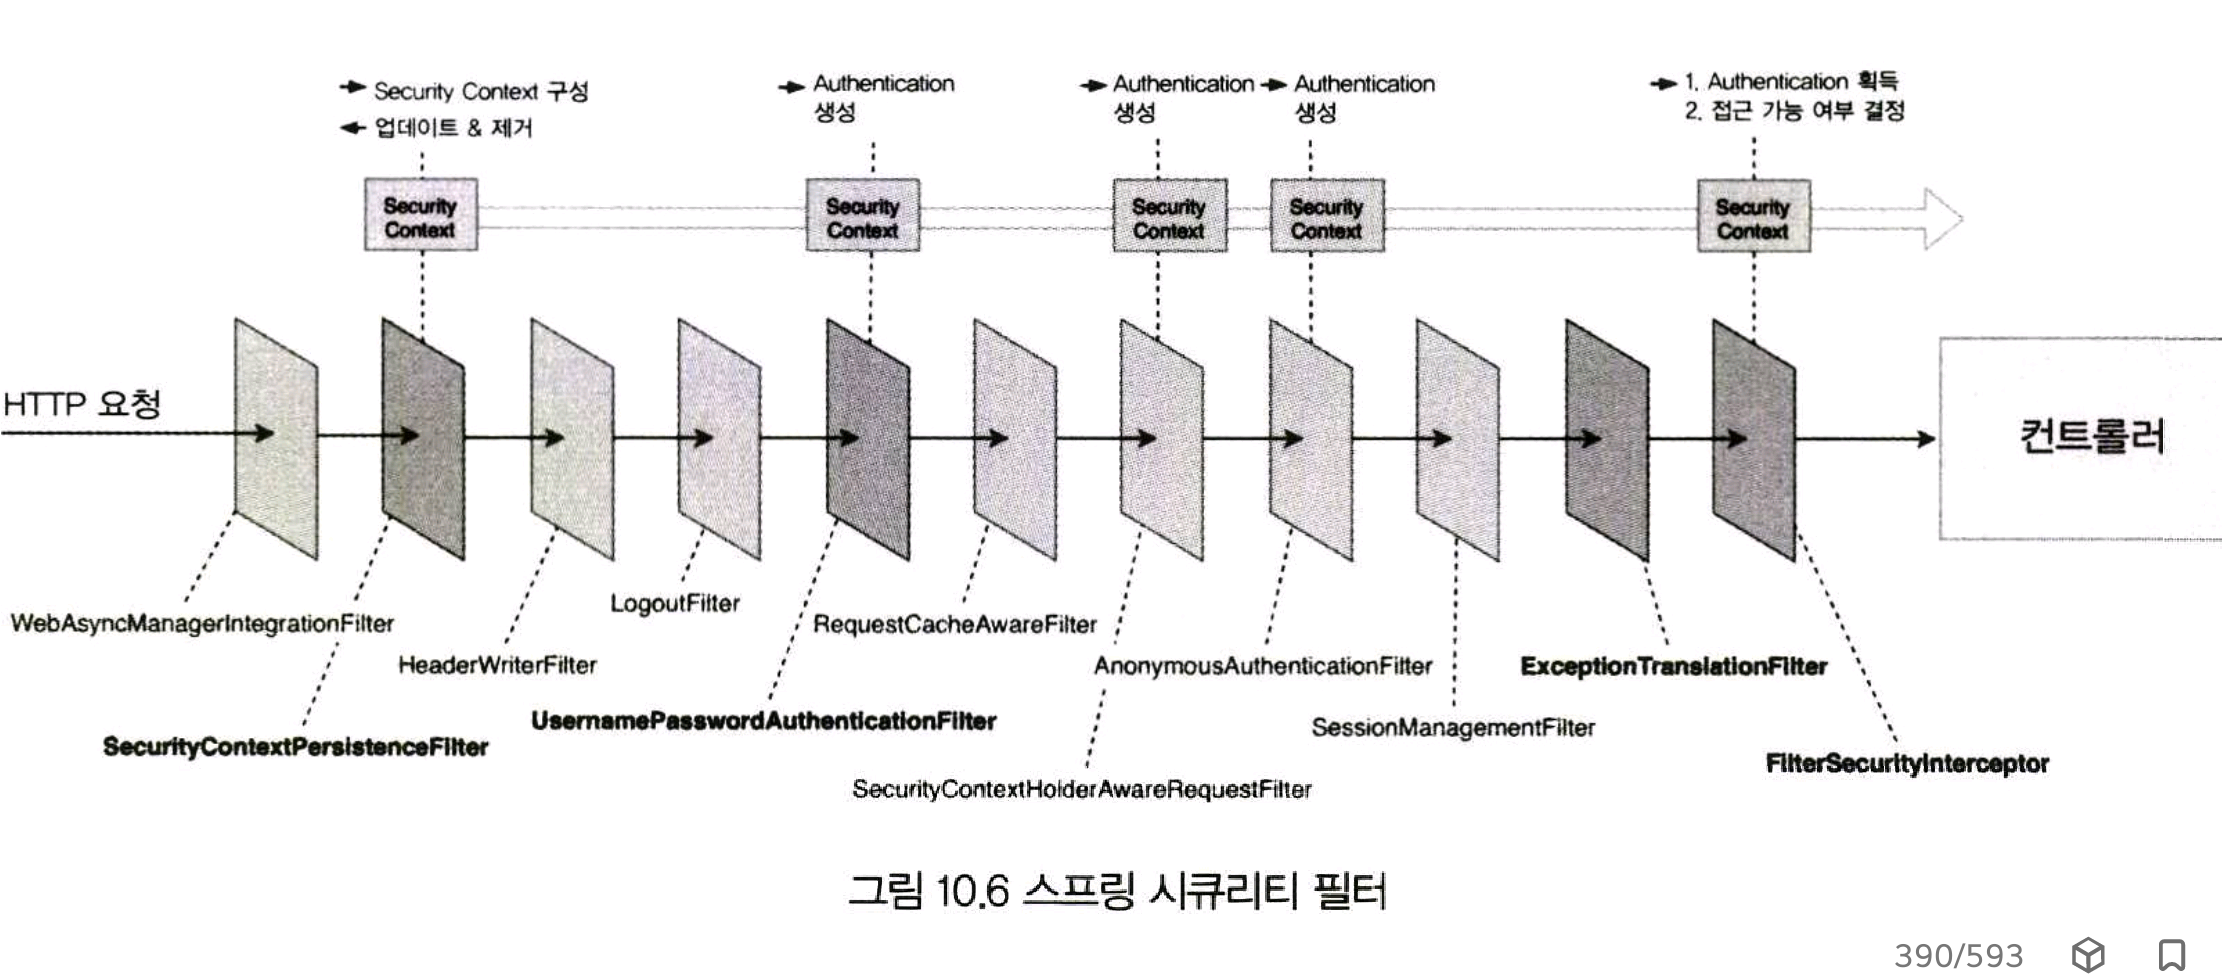 Security Context 구성
업데이트 & 제거
Authentication
생성
Authentication
생성
Authentication
생성
1. Authentication 획득
2. 접근 가능 여부 결정
Security
Context
Security
Context
Security
Context
Security
Context
Security
Context
HTTP 요청
컨트롤러
WebAsyncManagerIntegrationFilter
SecurityContextPersistenceFilter
HeaderWriterFilter
LogoutFilter
UsernamePasswordAuthenticationFilter
RequestCacheAwareFilter
SecurityContextHolderAwareRequestFilter
AnonymousAuthenticationFilter
SessionManagementFilter
ExceptionTranslationFilter
FilterSecurityInterceptor
그림 10.6 스프링 시큐리티 필터
390/593